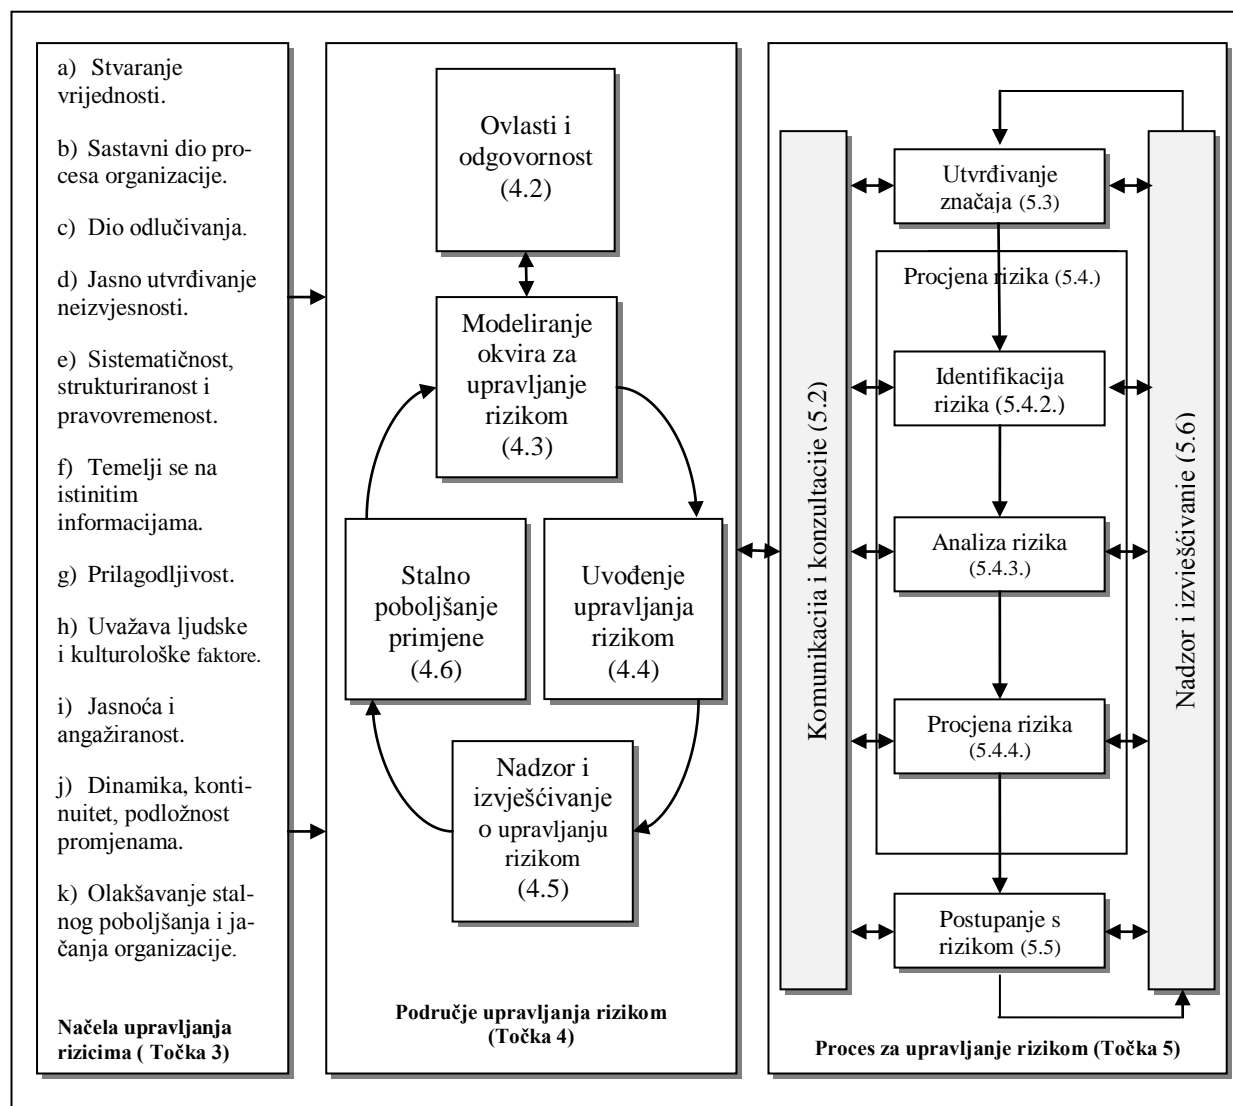 a) Stvaranje
vrijednosti.
b) Sastavni dio pro-
cesa organizacije.
c) Dio odlučivanja.
d) Jasno utvrđivanje
neizvjesnosti.
e) Sistematičnost,
strukturiranost i
pravovremenost.
f) Temelji se na
istinitim
informacijama.
g) Prilagodljivost.
h) Uvažava ljudske
i kulturološke faktore.
i) Jasnoća i
angažiranost.
j) Dinamika, konti-
nuitet, podložnost
promjenama.
k) Olakšavanje stal-
nog poboljšanja i ja-
čanja organizacije.
Načela upravljanja
rizicima ( Točka 3)
Ovlasti i
odgovornost
(4.2)
Modeliranje
okvira za
upravljanje
rizikom
(4.3)
Stalno
poboljšanje
primjene
(4.6)
Uvođenje
upravljanja
rizikom
(4.4)
Nadzor i
izvješćivanje
o upravljanju
rizikom
(4.5)
Područje upravljanja rizikom
(Točka 4)
Komunikacija i konzultacije (5.2)
Utvrđivanje
značaja (5.3)
Procjena rizika (5.4.)
Identifikacija
rizika (5.4.2.)
Analiza rizika
(5.4.3.)
Procjena rizika
(5.4.4.)
Postupanje s
rizikom (5.5)
Nadzor i izvješćivanje (5.6)
Proces za upravljanje rizikom (Točka 5)